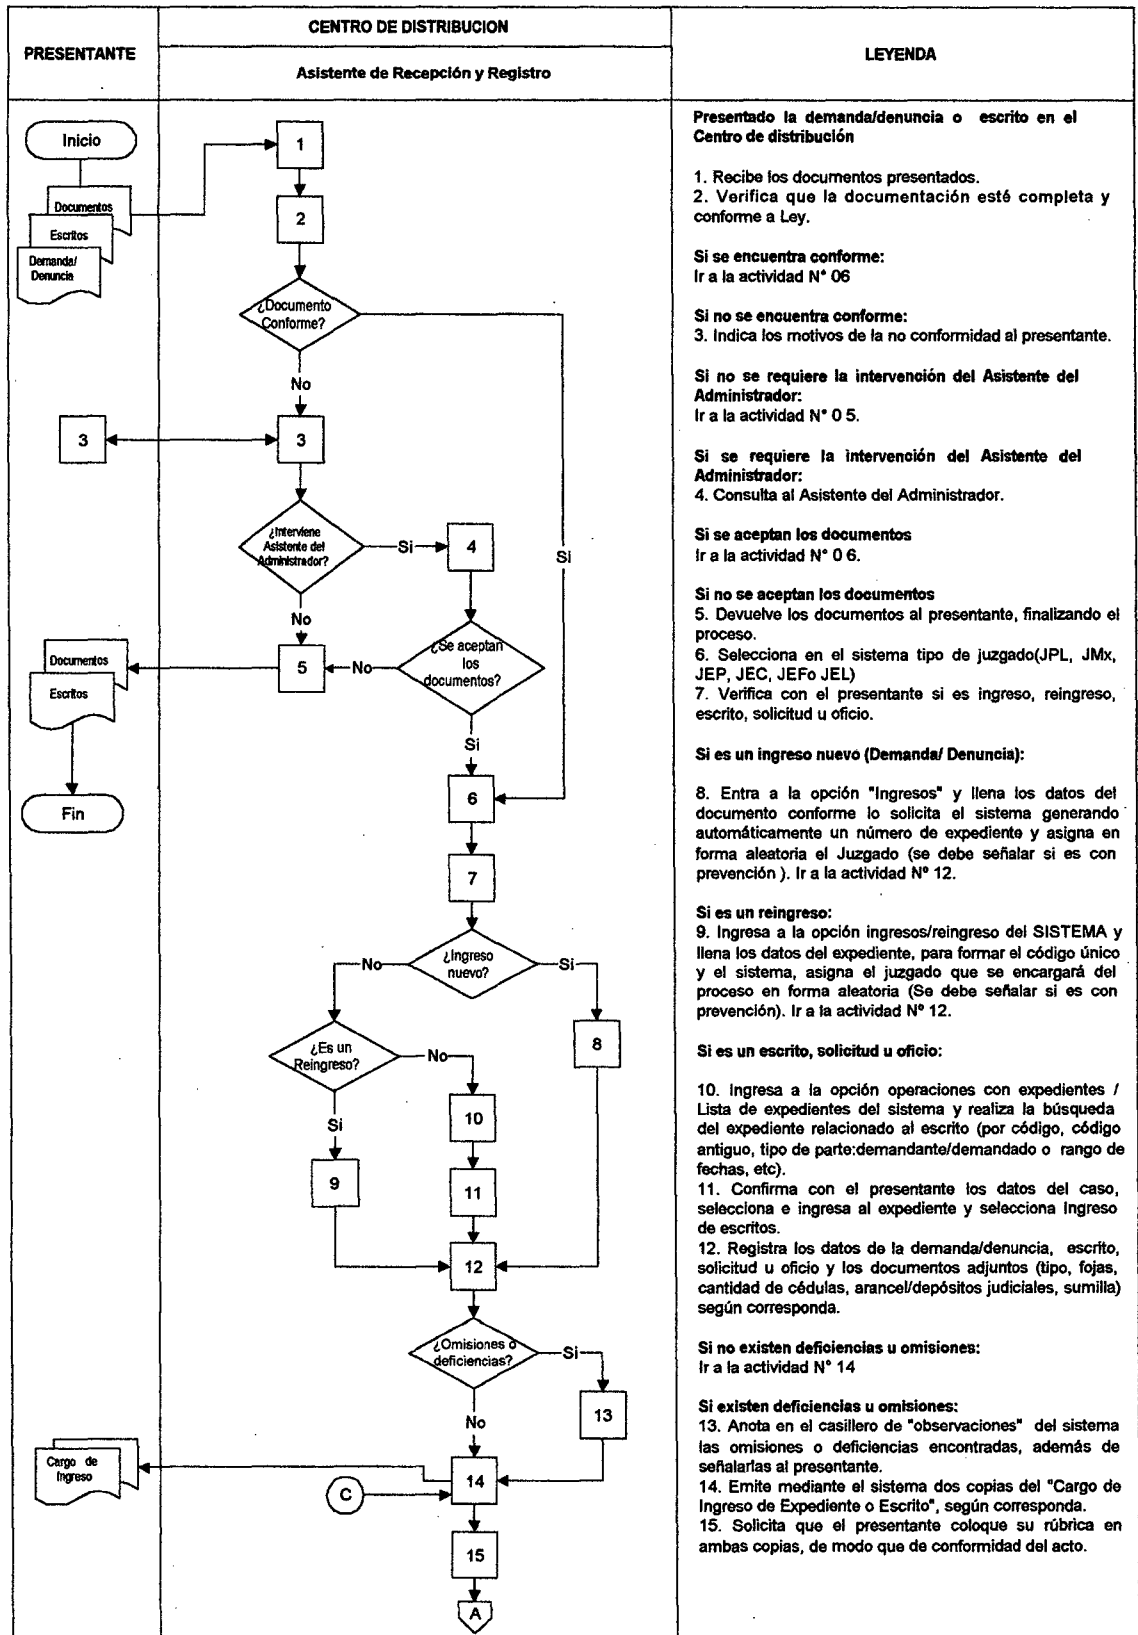 PRESENTANTE
CENTRO DE DISTRIBUCION
Asistente de Recepción y Registro
LEYENDA
Inicio
Documentos
Escritos
Demanda/
Denuncia
1
2
¿Documento
Conforme?
No
3
3
¿Interviene
Asistente del
Administrador?
Si
4
Si
No
Documentos
Escritos
5
No
¿Se aceptan
los
documentos?
Si
Fin
6
7
¿Ingreso
nuevo?
No
Si
8
¿Es un
Reingreso?
No
10
Si
9
11
12
¿Omisiones o
deficiencias?
Si
13
No
Cargo de
Ingreso
14
C
15
A
Presentado la demanda/denuncia o escrito en el
Centro de distribución
1. Recibe los documentos presentados.
2. Verifica que la documentación esté completa y
conforme a Ley.
Si se encuentra conforme:
Ir a la actividad N° 06
Si no se encuentra conforme:
3. Indica los motivos de la no conformidad al presentante.
Si no se requiere la intervención del Asistente del
Administrador:
Ir a la actividad N° 0 5.
Si se requiere la intervención del Asistente del
Administrador:
4. Consulta al Asistente del Administrador.
Si se aceptan los documentos
Ir a la actividad N° 0 6.
Si no se aceptan los documentos
5. Devuelve los documentos al presentante, finalizando el
proceso.
6. Selecciona en el sistema tipo de juzgado(JPL, JMx,
JEP, JEC, JEFo JEL)
7. Verifica con el presentante si es ingreso, reingreso,
escrito, solicitud u oficio.
Si es un ingreso nuevo (Demanda/ Denuncia):
8. Entra a la opción "Ingresos" y llena los datos del
documento conforme lo solicita el sistema generando
automáticamente un número de expediente y asigna en
forma aleatoria el Juzgado (se debe señalar si es con
prevención ). Ir a la actividad Nº 12.
Si es un reingreso:
9. Ingresa a la opción ingresos/reingreso del SISTEMA y
llena los datos del expediente, para formar el código único
y el sistema, asigna el juzgado que se encargará del
proceso en forma aleatoria (Se debe señalar si es con
prevención). Ir a la actividad Nº 12.
Si es un escrito, solicitud u oficio:
10. Ingresa a la opción operaciones con expedientes /
Lista de expedientes del sistema y realiza la búsqueda
del expediente relacionado al escrito (por código, código
antiguo, tipo de parte:demandante/demandado o rango de
fechas, etc).
11. Confirma con el presentante los datos del caso,
selecciona e ingresa al expediente y selecciona Ingreso
de escritos.
12. Registra los datos de la demanda/denuncia, escrito,
solicitud u oficio y los documentos adjuntos (tipo, fojas,
cantidad de cédulas, arancel/depósitos judiciales, sumilla)
según corresponda.
Si no existen deficiencias u omisiones:
Ir a la actividad N° 14
Si existen deficiencias u omisiones:
13. Anota en el casillero de "observaciones" del sistema
las omisiones o deficiencias encontradas, además de
señalarlas al presentante.
14. Emite mediante el sistema dos copias del "Cargo de
Ingreso de Expediente o Escrito", según corresponda.
15. Solicita que el presentante coloque su rúbrica en
ambas copias, de modo que de conformidad del acto.